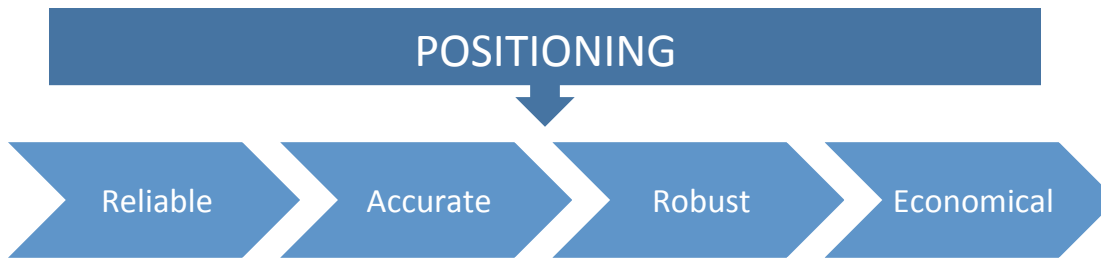 POSITIONING
Reliable
Accurate
Robust
Economical